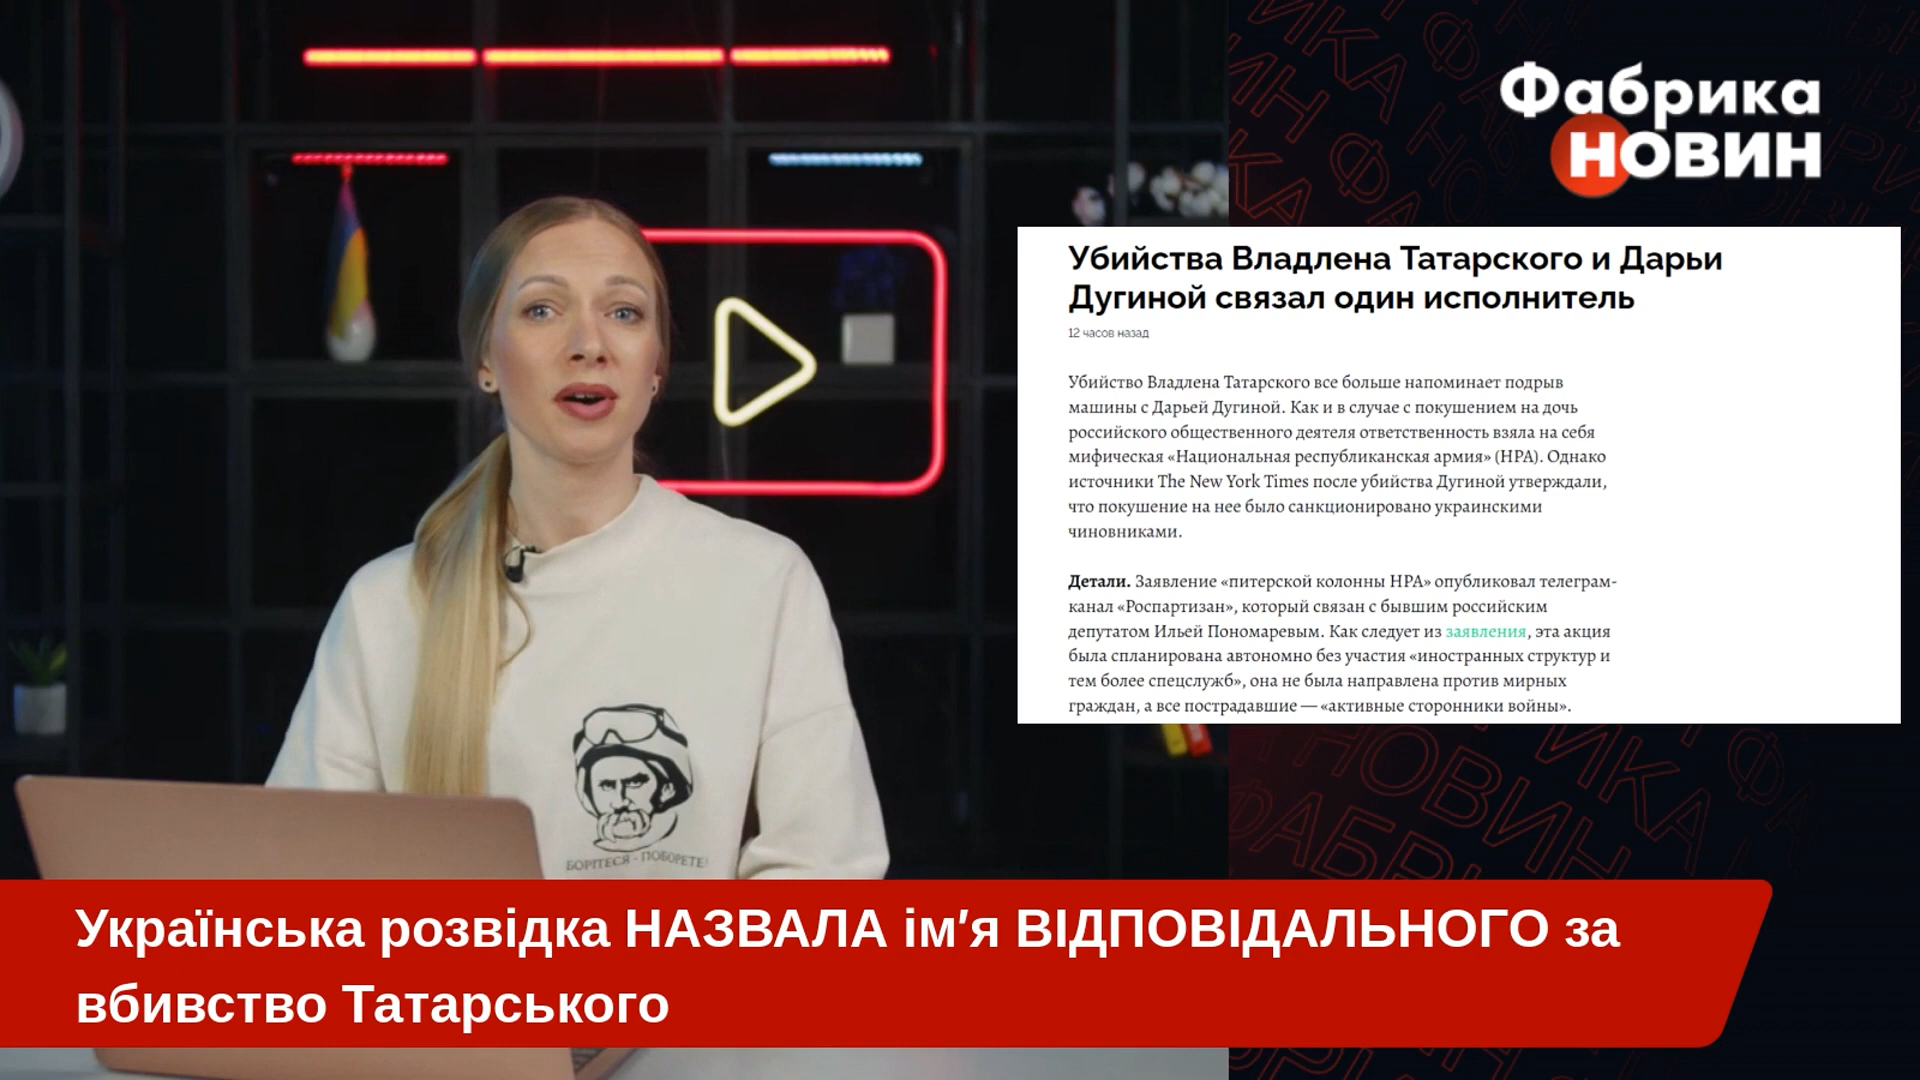 Фабрика
новин
Убийства Владлена Татарского и Дарьи
Дугиной связал один исполнитель
12 часов назад
Убийство Владлена Татарского все больше напоминает подрыв
машины с Дарьей Дугиной. Как и в случае с покушением на дочь
российского общественного деятеля ответственность взяла на себя
мифическая «Национальная республиканская армия» (НРА). Однако
источники The New York Times после убийства Дугиной утверждали,
что покушение на нее было санкционировано украинскими
чиновниками.
Детали. Заявление «питерской колонны НРА» опубликовал телеграм-
канал «Роспартизан», который связан с бывшим российским
депутатом Ильей Пономаревым. Как следует из заявления, эта акция
была спланирована автономно без участия «иностранных структур и
тем более спецслужб», она не была направлена против мирных
граждан, а все пострадавшие — «активные сторонники войны».
БОРІТЕСЯ - ПОБОРЕТЕ!
Українська розвідка НАЗВАЛА ім'я ВІДПОВІДАЛЬНОГО за
вбивство Татарського